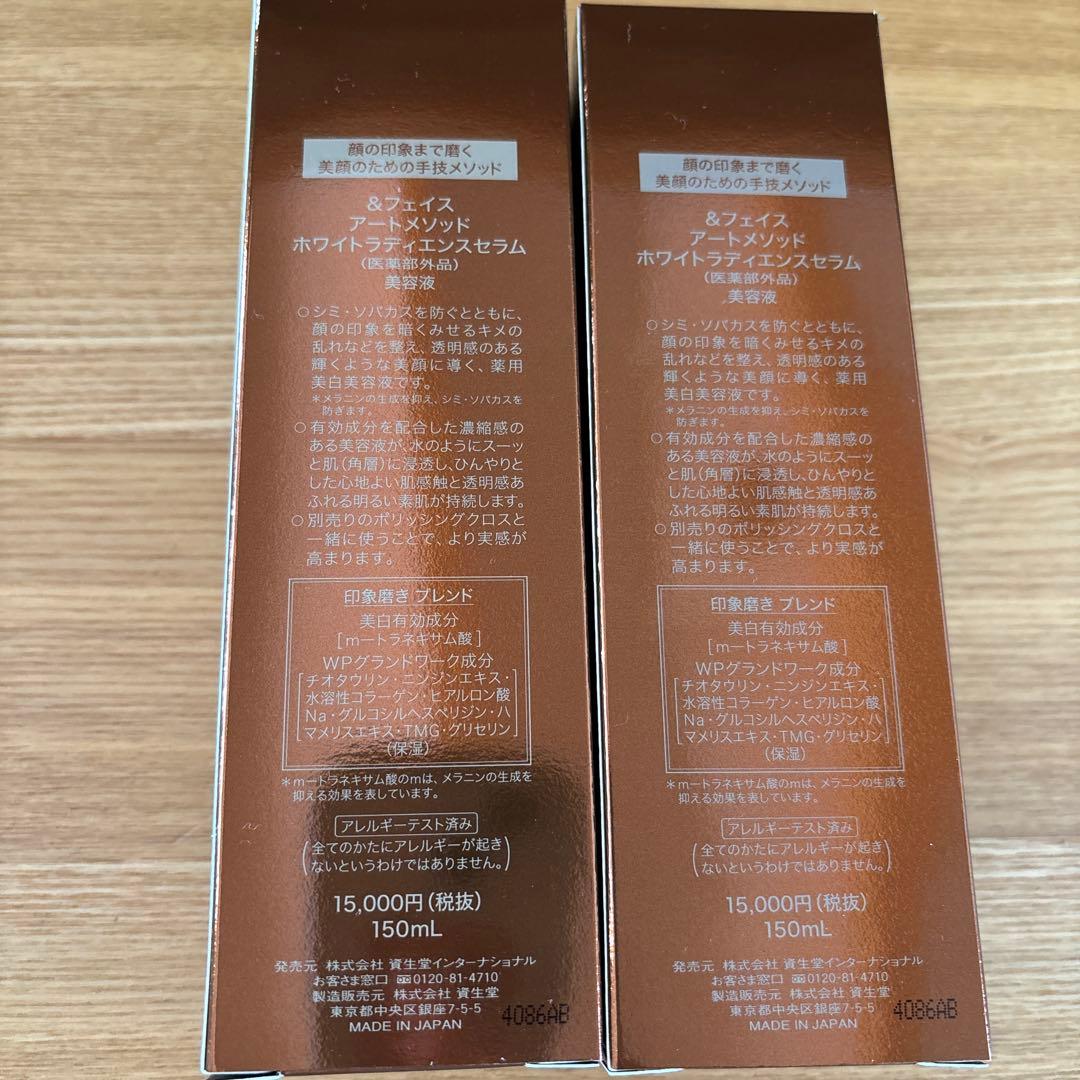 顔の印象まで磨く
美顔のための手技メソッド
&フェイス
アートメソッド
ホワイトラディエンスセラム
(医薬部外品)
美容液
○シミ・ソバカスを防ぐとともに、
顔の印象を暗くみせるキメの
乱れなどを整え、透明感のある
輝くような美顔に導く、薬用
美白美容液です。
＊メラニンの生成を抑え、シミ・ソバカスを
防ぎます。
○有効成分を配合した濃縮感の
ある美容液が、水のようにスーッ
と肌(角層)に浸透し、ひんやりと
した心地よい肌感触と透明感あ
ふれる明るい素肌が持続します。
○別売りのポリッシングクロスと
一緒に使うことで、より実感が
高まります。
印象磨き ブレンド
美白有効成分
[mートラネキサム酸]
WPグランドワーク成分
[チオタウリン・ニンジンエキス・
水溶性コラーゲン・ヒアルロン酸
Na・グルコシルヘスペリジン・ハ
マメリスエキス・TMG・グリセリン]
(保湿)
＊mートラネキサム酸のmは、メラニンの生成を
抑える効果を表しています。
アレルギーテスト済み
(全てのかたにアレルギーが起き
ないというわけではありません。)
15,000円(税抜)
150mL
発売元 株式会社 資生堂インターナショナル
お客さま窓口 0120-81-4710
製造販売元 株式会社 資生堂
東京都中央区銀座7-5-5
MADE IN JAPAN
4086AB
顔の印象まで磨く
美顔のための手技メソッド
&フェイス
アートメソッド
ホワイトラディエンスセラム
(医薬部外品)
美容液
○シミ・ソバカスを防ぐとともに、
顔の印象を暗くみせるキメの
乱れなどを整え、透明感のある
輝くような美顔に導く、薬用
美白美容液です。
＊メラニンの生成を抑え、シミ・ソバカスを
防ぎます。
○有効成分を配合した濃縮感の
ある美容液が、水のようにスーッ
と肌(角層)に浸透し、ひんやりと
した心地よい肌感触と透明感あ
ふれる明るい素肌が持続します。
○別売りのポリッシングクロスと
一緒に使うことで、より実感が
高まります。
印象磨き ブレンド
美白有効成分
[mートラネキサム酸]
WPグランドワーク成分
[チオタウリン・ニンジンエキス・
水溶性コラーゲン・ヒアルロン酸
Na・グルコシルヘスペリジン・ハ
マメリスエキス・TMG・グリセリン]
(保湿)
＊mートラネキサム酸のmは、メラニンの生成を
抑える効果を表しています。
アレルギーテスト済み
(全てのかたにアレルギーが起き
ないというわけではありません。)
15,000円(税抜)
150mL
発売元 株式会社 資生堂インターナショナル
お客さま窓口 0120-81-4710
製造販売元 株式会社 資生堂
東京都中央区銀座7-5-5
MADE IN JAPAN
4086AB